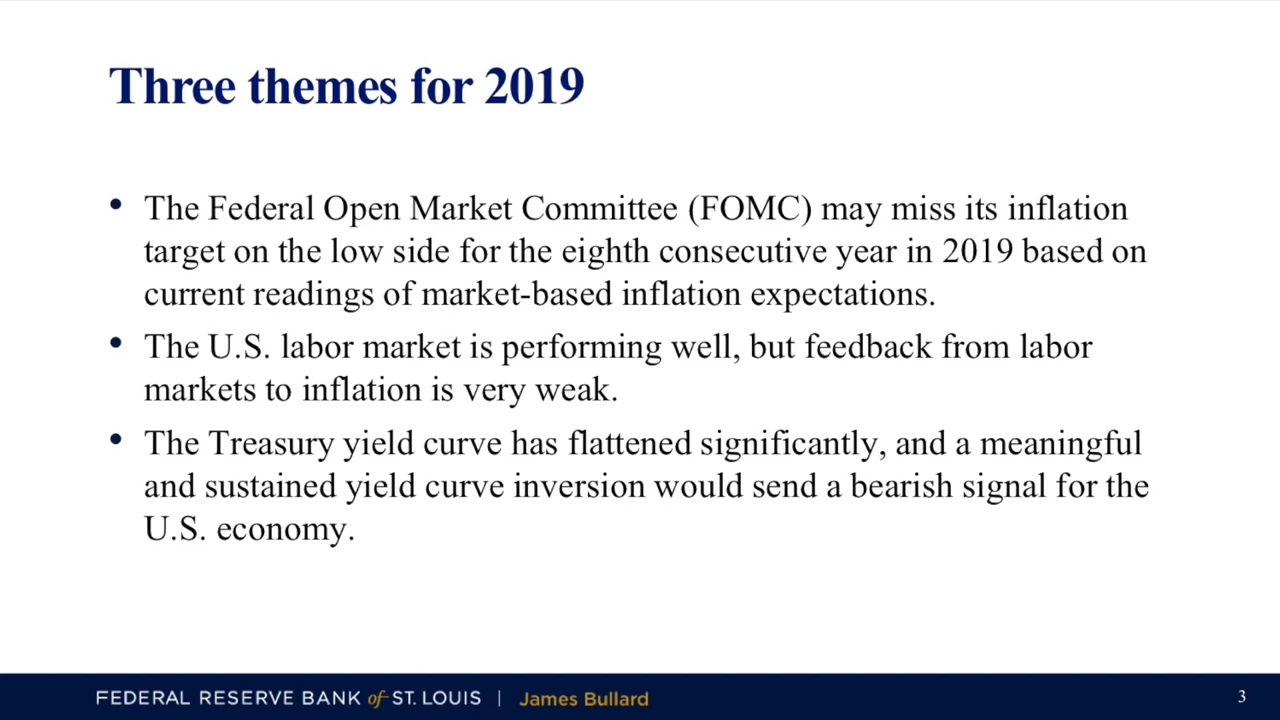 Three themes for 2019
• The Federal Open Market Committee (FOMC) may miss its inflation
target on the low side for the eighth consecutive year in 2019 based on
current readings of market-based inflation expectations.
• The U.S. labor market is performing well, but feedback from labor
markets to inflation is very weak.
• The Treasury yield curve has flattened significantly, and a meaningful
and sustained yield curve inversion would send a bearish signal for the
U.S. economy.
FEDERAL RESERVE BANK of ST. LOUIS | James Bullard 3